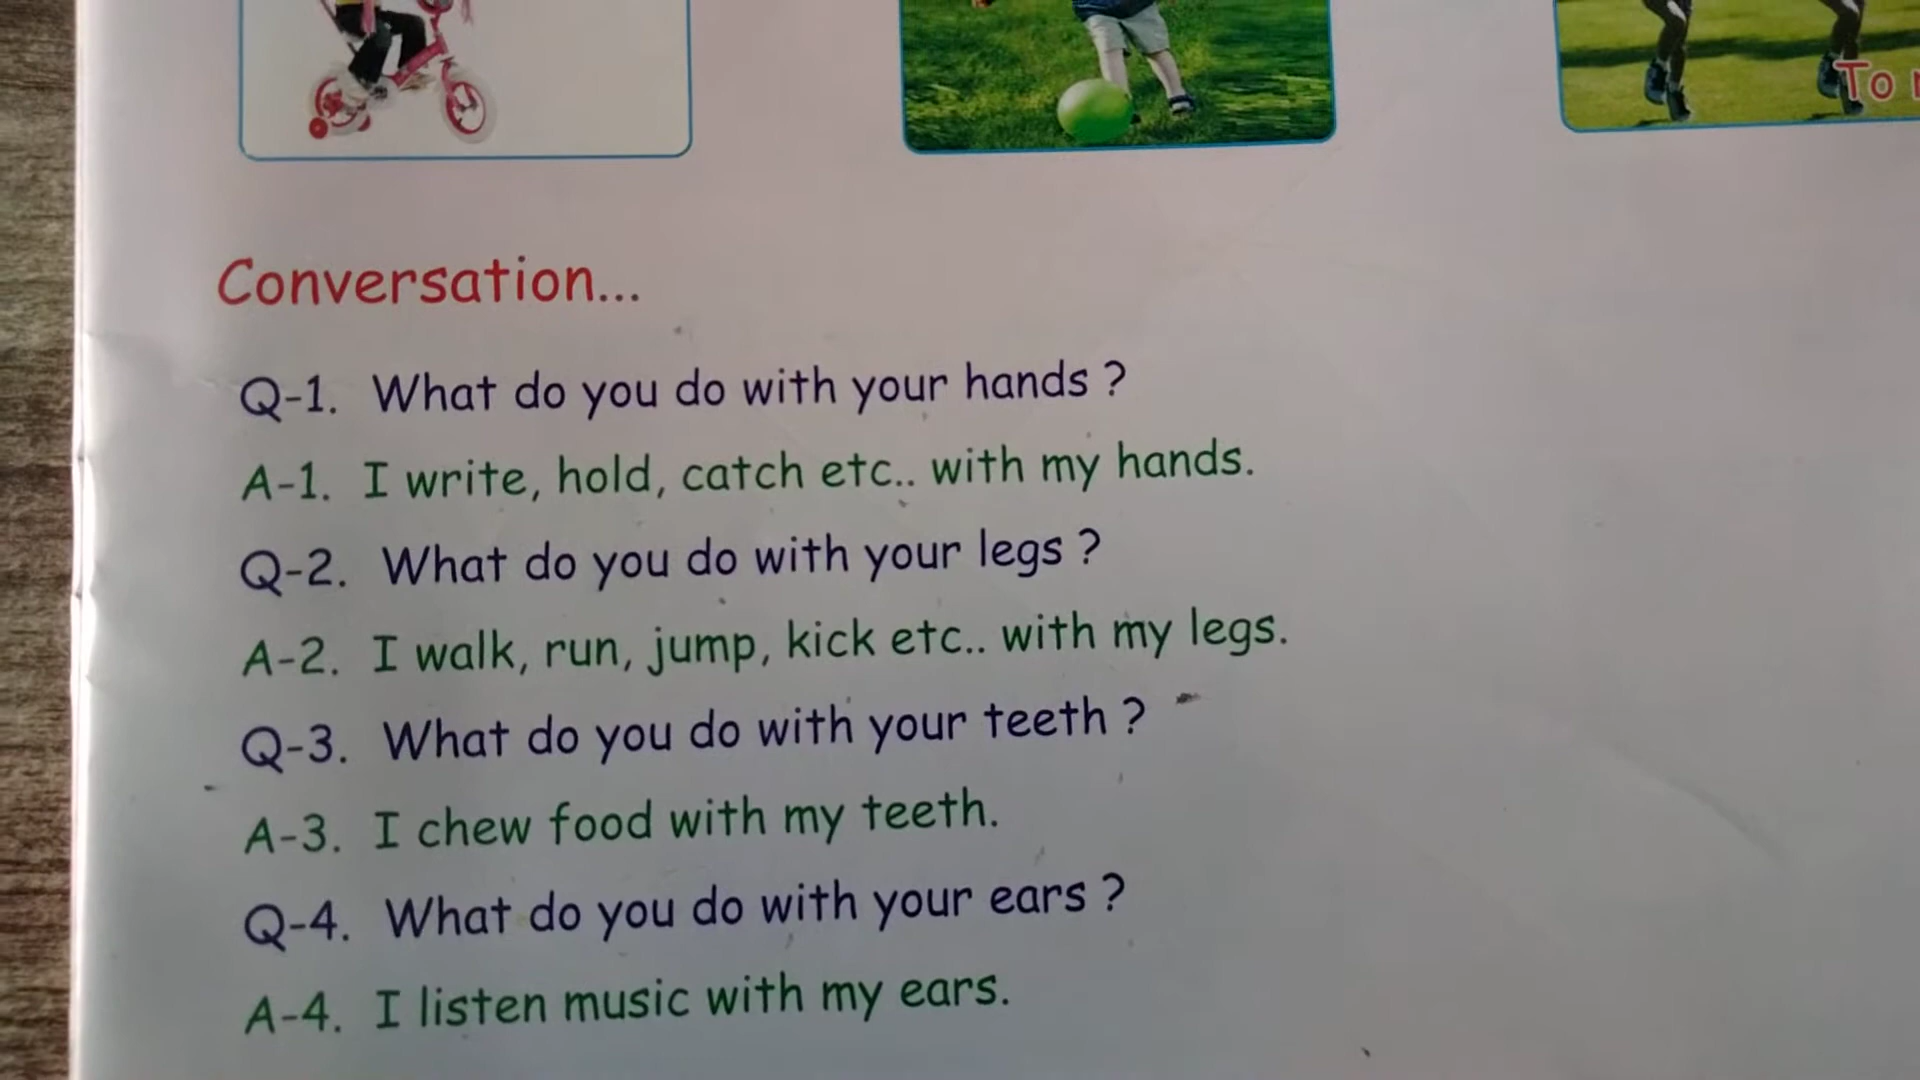 To
Conversation...
Q-1. What do you do with your hands ?
A-1. I write, hold, catch etc.. with my hands.
Q-2. What do you do with your legs ?
A-2. I walk, run, jump, kick etc.. with my legs.
Q-3. What do you do with your teeth ?
A-3. I chew food with my teeth.
Q-4. What do you do with your ears ?
A-4. I listen music with my ears.